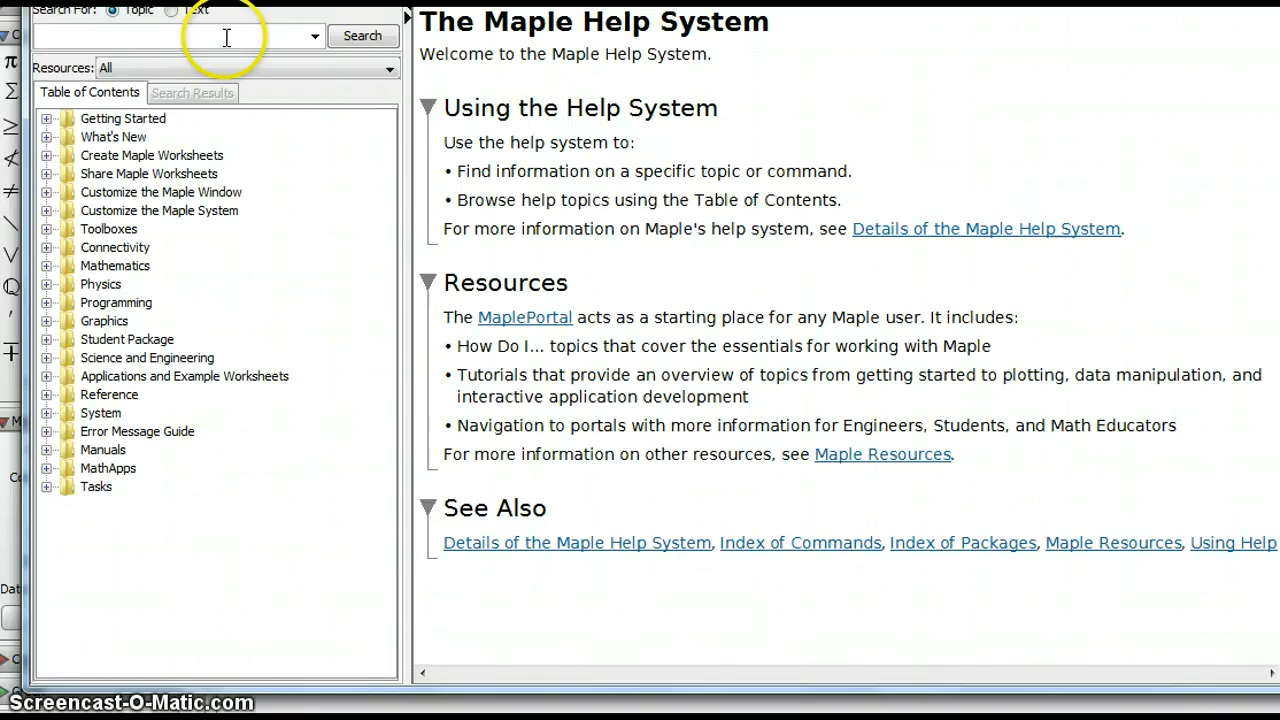 Search For: Topic Text
Search
Resources: All
Table of Contents Search Results
Getting Started
What's New
Create Maple Worksheets
Share Maple Worksheets
Customize the Maple Window
Customize the Maple System
Toolboxes
Connectivity
Mathematics
Physics
Programming
Graphics
Student Package
Science and Engineering
Applications and Example Worksheets
Reference
System
Error Message Guide
Manuals
MathApps
Tasks
The Maple Help System
Welcome to the Maple Help System.
Using the Help System
Use the help system to:
• Find information on a specific topic or command.
• Browse help topics using the Table of Contents.
For more information on Maple's help system, see Details of the Maple Help System.
Resources
The MaplePortal acts as a starting place for any Maple user. It includes:
• How Do I... topics that cover the essentials for working with Maple
• Tutorials that provide an overview of topics from getting started to plotting, data manipulation, and
interactive application development
• Navigation to portals with more information for Engineers, Students, and Math Educators
For more information on other resources, see Maple Resources.
See Also
Details of the Maple Help System, Index of Commands, Index of Packages, Maple Resources, Using Help
π
Σ
≥
≮
≠
\
∨
ℚ
′
∓
Dat
Screencast-O-Matic.com